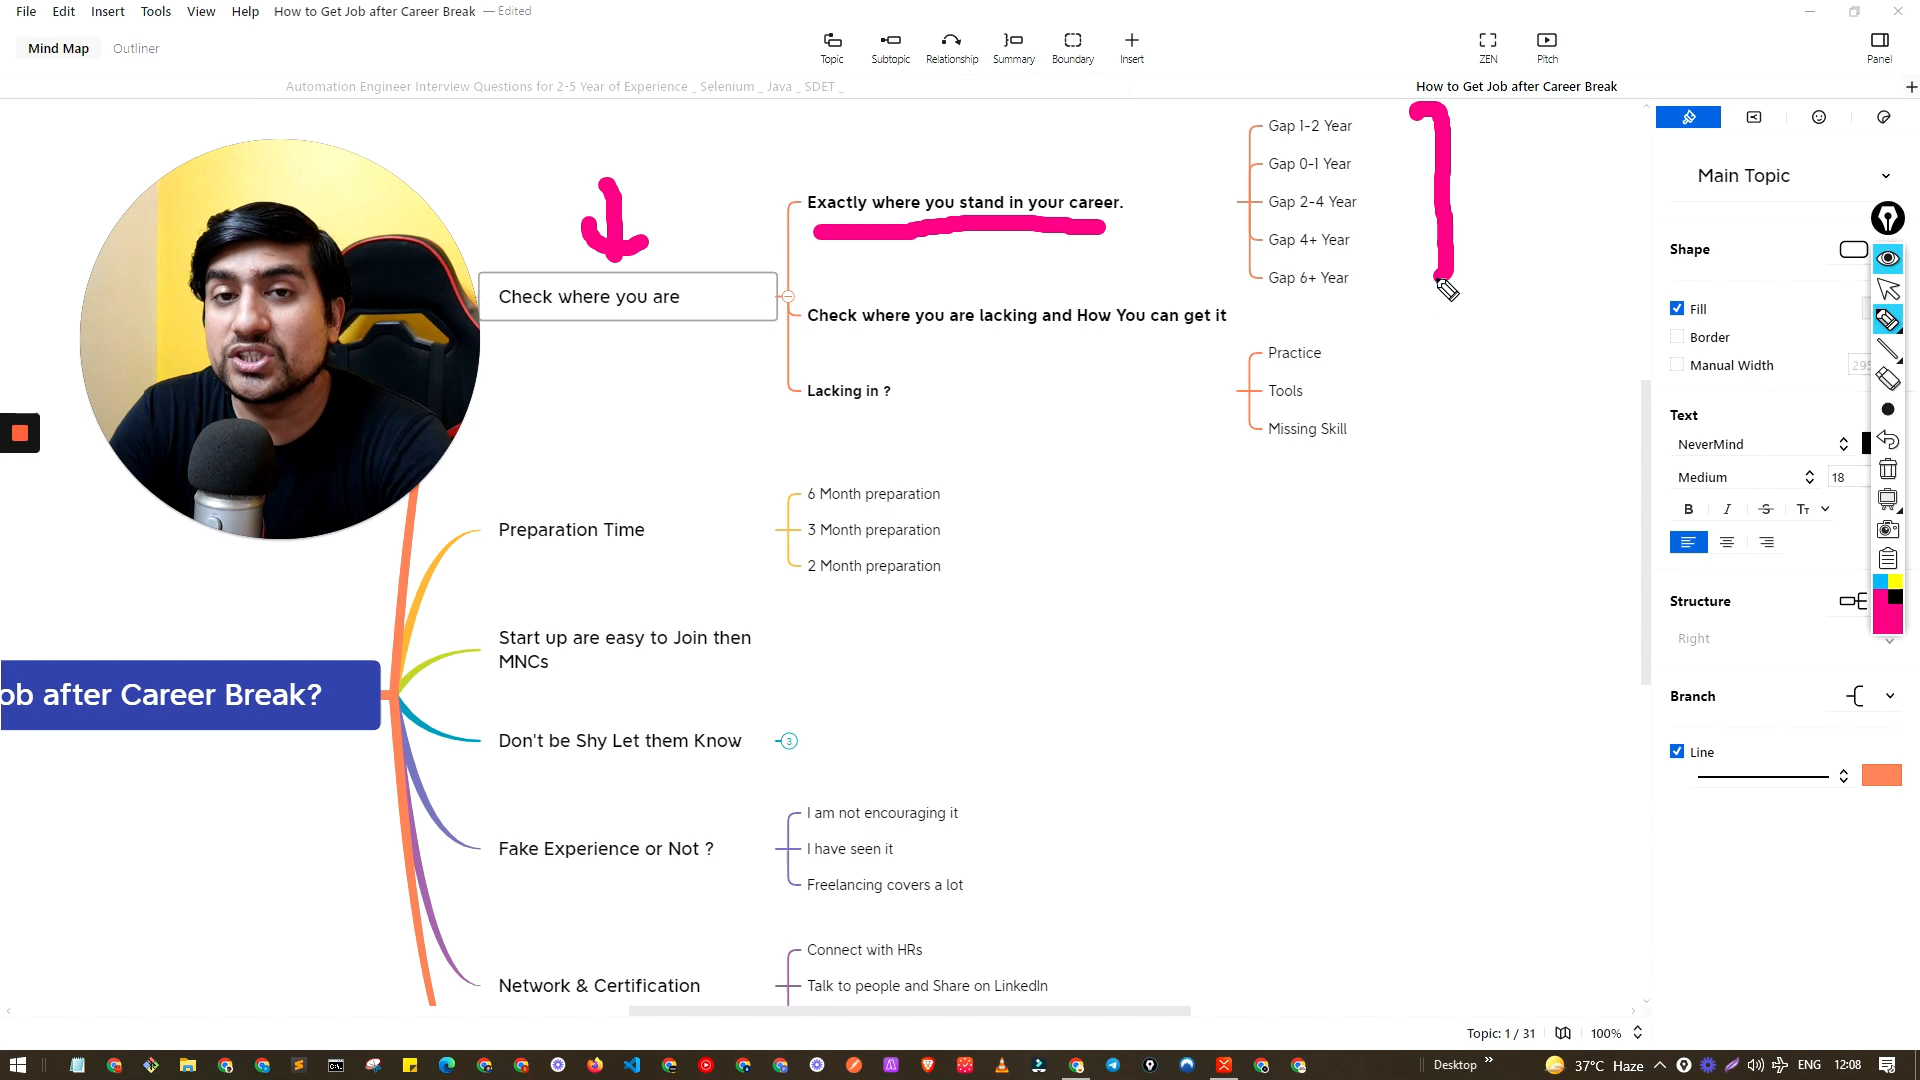 File Edit Insert Tools View Help How to Get Job after Career Break — Edited
Mind Map Outliner
Topic Subtopic Relationship Summary Boundary Insert ZEN Pitch Panel
Automation Engineer Interview Questions for 2-5 Year of Experience _ Selenium _ Java _ SDET _
How to Get Job after Career Break
Gap 1-2 Year
Gap 0-1 Year
Exactly where you stand in your career.
Gap 2-4 Year
Gap 4+ Year
Gap 6+ Year
Check where you are
Check where you are lacking and How You can get it
Practice
Lacking in ?
Tools
Missing Skill
6 Month preparation
Preparation Time
3 Month preparation
2 Month preparation
Start up are easy to Join then
MNCs
ob after Career Break?
Don't be Shy Let them Know
3
I am not encouraging it
Fake Experience or Not ?
I have seen it
Freelancing covers a lot
Connect with HRs
Network & Certification
Talk to people and Share on LinkedIn
Main Topic
Shape
Fill
Border
Manual Width 295
Text
NeverMind
Medium 18
B I S Tт
Structure
Right
Branch
Line
Topic: 1 / 31 100%
Desktop » 37°C Haze ENG 12:08